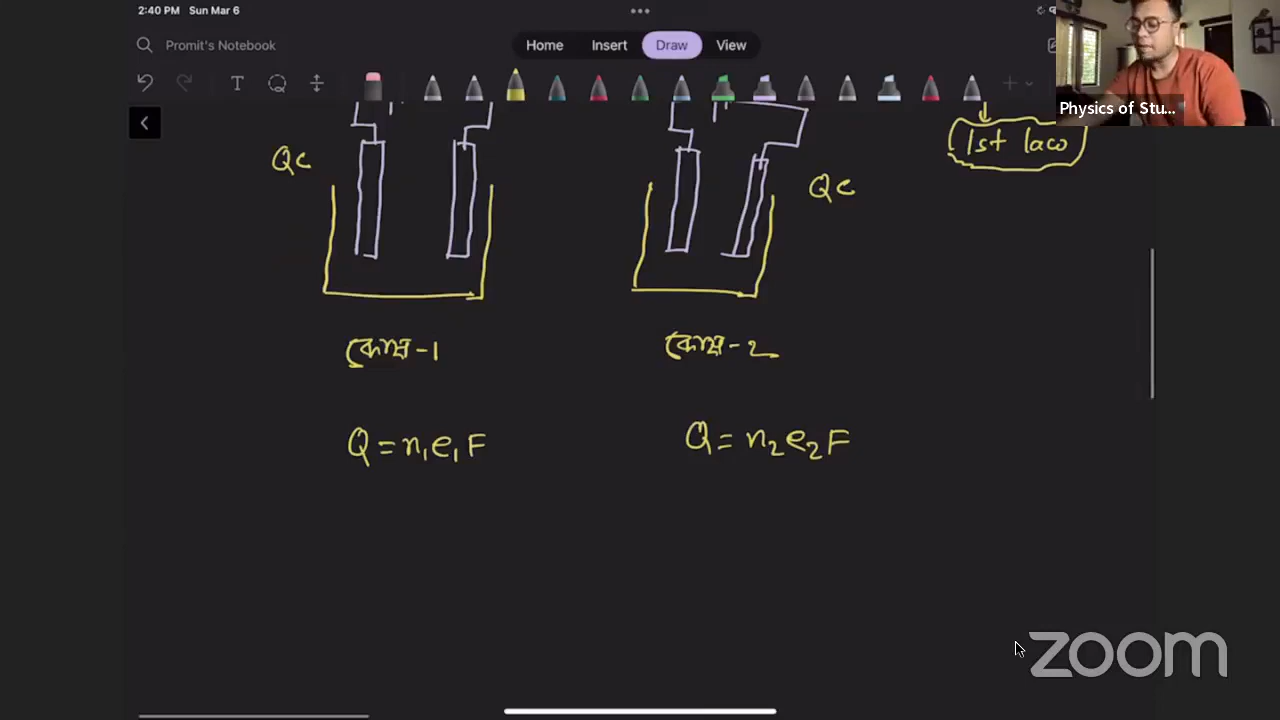 2:40 PM Sun Mar 6
Promit's Notebook
Home Insert Draw View
Physics of Stu...
1st law
Qc
Qc
কোষ-1
কোষ-2
Q = n₁e₁F
Q = n₂e₂F
zoom